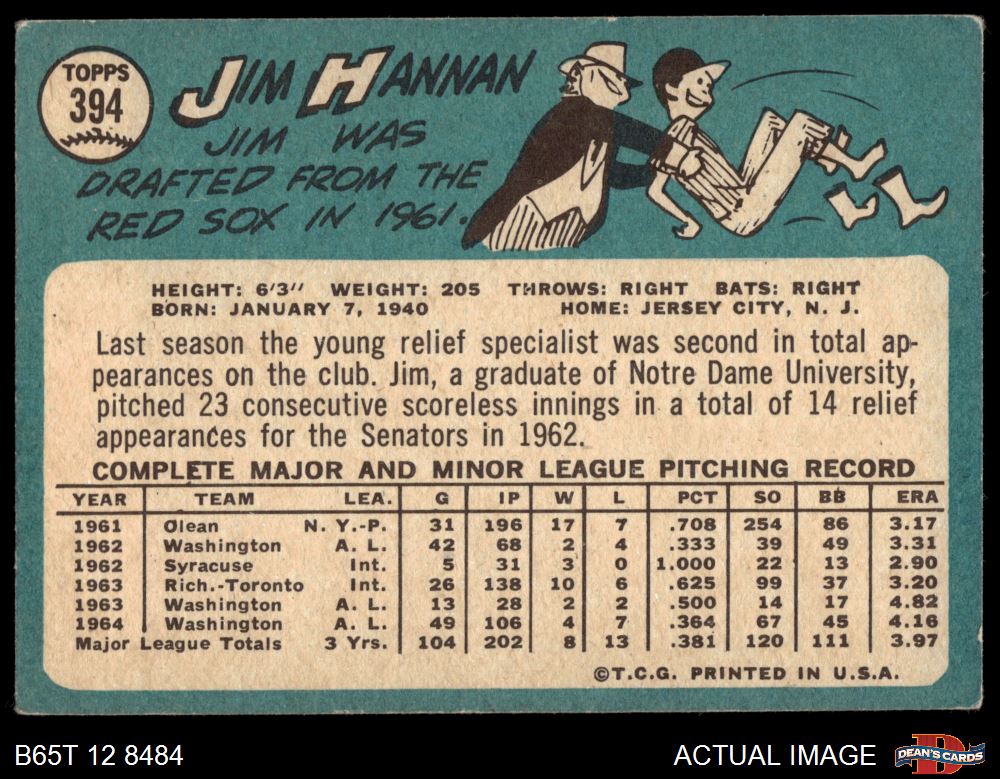 TOPPS
394
JIM HANNAN
JIM WAS
DRAFTED FROM THE
RED SOX IN 1961.
HEIGHT: 6'3" WEIGHT: 205 THROWS: RIGHT BATS: RIGHT
BORN: JANUARY 7, 1940 HOME: JERSEY CITY, N. J.
Last season the young relief specialist was second in total ap-
pearances on the club. Jim, a graduate of Notre Dame University,
pitched 23 consecutive scoreless innings in a total of 14 relief
appearances for the Senators in 1962.
COMPLETE MAJOR AND MINOR LEAGUE PITCHING RECORD
YEAR TEAM LEA. G IP W L PCT SO BB ERA
1961 Olean N. Y.-P. 31 196 17 7 .708 254 86 3.17
1962 Washington A. L. 42 68 2 4 .333 39 49 3.31
1962 Syracuse Int. 5 31 3 0 1.000 22 13 2.90
1963 Rich.-Toronto Int. 26 138 10 6 .625 99 37 3.20
1963 Washington A. L. 13 28 2 2 .500 14 17 4.82
1964 Washington A. L. 49 106 4 7 .364 67 45 4.16
Major League Totals 3 Yrs. 104 202 8 13 .381 120 111 3.97
©T.C.G. PRINTED IN U.S.A.
B65T 12 8484 ACTUAL IMAGE DEAN'S CARDS